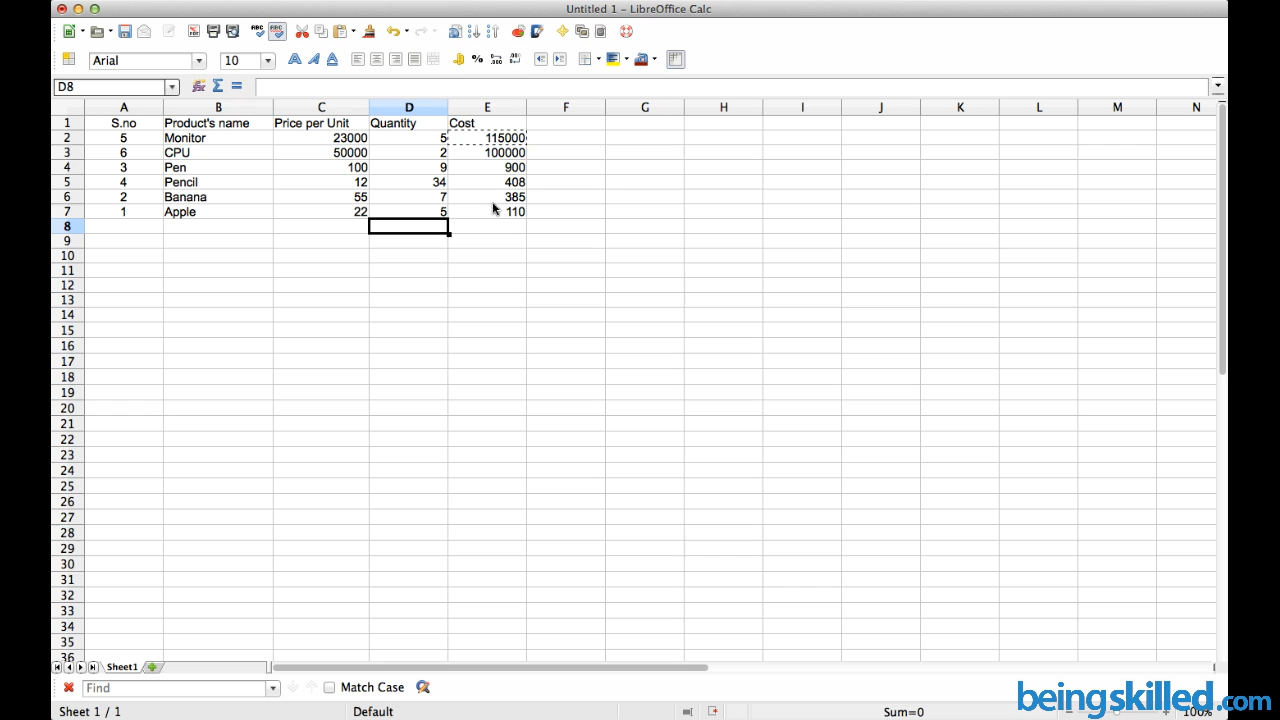 Untitled 1 - LibreOffice Calc
Arial 10
D8
A B C D E F G H I J K L M N
1 S.no Product's name Price per Unit Quantity Cost
2 5 Monitor 23000 5 115000
3 6 CPU 50000 2 100000
4 3 Pen 100 9 900
5 4 Pencil 12 34 408
6 2 Banana 55 7 385
7 1 Apple 22 5 110
8
9
10
11
12
13
14
15
16
17
18
19
20
21
22
23
24
25
26
27
28
29
30
31
32
33
34
35
36
Sheet1
Find Match Case
beingskilled.com
Sheet 1 / 1 Default Sum=0 100%